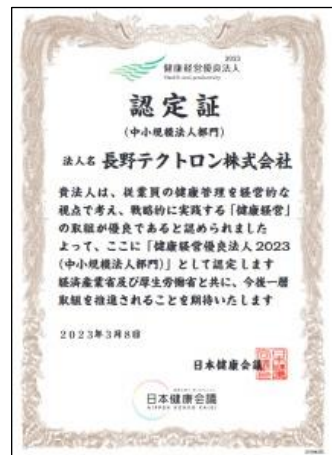 2023
健康経営優良法人
Health and productivity
認定証
(中小規模法人部門)
法人名 長野テクトロン株式会社
貴法人は、従業員の健康管理を経営的な
視点で考え、戦略的に実践する「健康経営」
の取組が優良であると認められました
よって、ここに「健康経営優良法人2023
(中小規模法人部門)」として認定します
経済産業省及び厚生労働省と共に、今後一層
取組を推進されることを期待いたします
2023年3月8日
日本健康会議
日本健康会議
NIPPON KENKO KAIGI